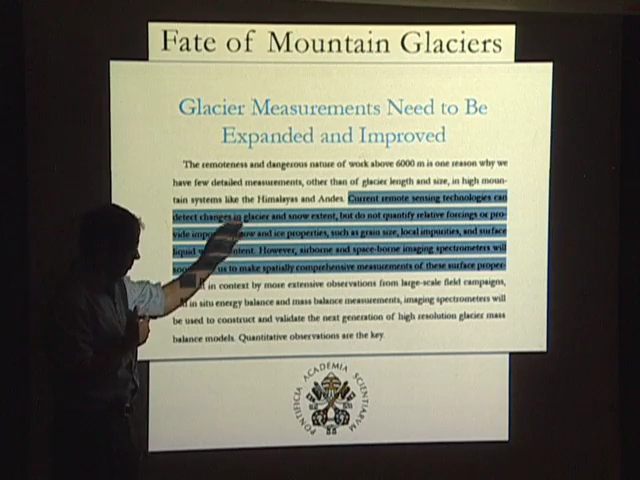 Fate of Mountain Glaciers
Glacier Measurements Need to Be
Expanded and Improved
The remoteness and dangerous nature of work above 6000 m is one reason why we
have few detailed measurements, other than of glacier length and size, in high moun-
tain systems like the Himalayas and Andes. Current remote sensing technologies can
detect changes in glacier and snow extent, but do not quantify relative forcings or pro-
vide and ice properties, such as grain size, local impurities, and surface
liquid However, airborne and space-borne imaging spectrometers will
us to make spatially comprehensive measurements of these surface proper-
in context by more extensive observations from large-scale field campaigns,
in situ energy balance and mass balance measurements, imaging spectrometers will
be used to construct and validate the next generation of high resolution glacier mass
balance models. Quantitative observations are the key.
PONTIFICIA ACADEMIA SCIENTIARVM